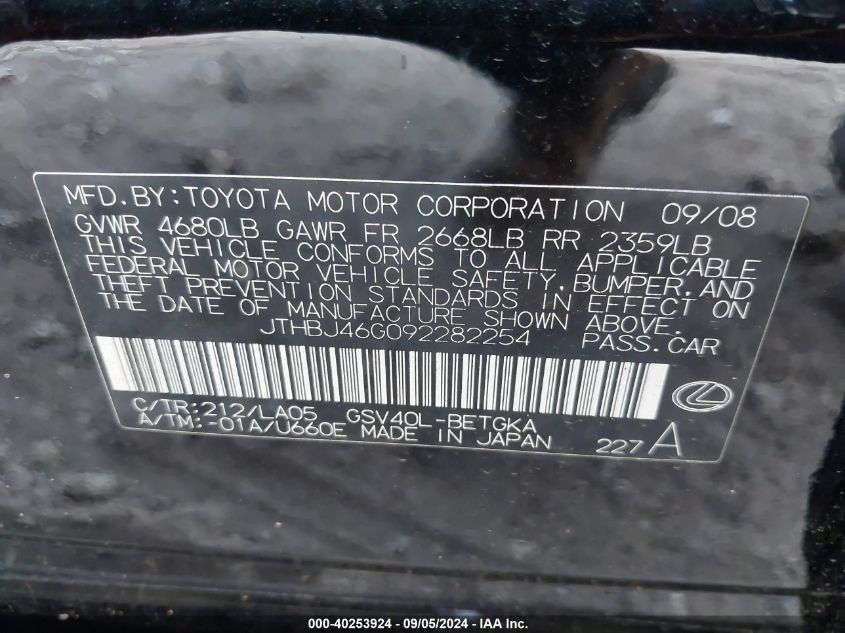 MFD.BY:TOYOTA MOTOR CORPORATION 09/08
GVWR 4680LB GAWR FR 2668LB RR 2359LB
THIS VEHICLE CONFORMS TO ALL APPLICABLE
FEDERAL MOTOR VEHICLE SAFETY,BUMPER,AND
THEFT PREVENTION STANDARDS IN EFFECT ON
THE DATE OF MANUFACTURE SHOWN ABOVE.
JTHBJ46G092282254 PASS.CAR
C/TR:212/LA05 GSV40L-BETGKA
A/TM:-01A/U660E MADE IN JAPAN 227A
000-40253924 - 09/05/2024 - IAA Inc.